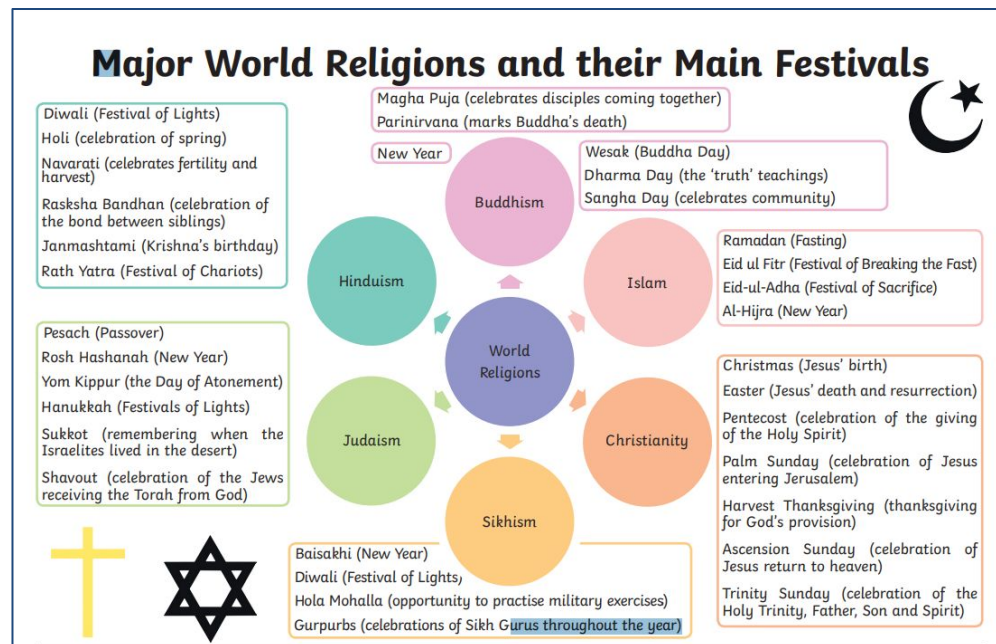 Major World Religions and their Main Festivals
Diwali (Festival of Lights)
Holi (celebration of spring)
Navarati (celebrates fertility and
harvest)
Rasksha Bandhan (celebration of
the bond between siblings)
Janmashtami (Krishna's birthday)
Rath Yatra (Festival of Chariots)
Magha Puja (celebrates disciples coming together)
Parinirvana (marks Buddha's death)
New Year
Wesak (Buddha Day)
Dharma Day (the 'truth' teachings)
Sangha Day (celebrates community)
Buddhism
Hinduism
Islam
Ramadan (Fasting)
Eid ul Fitr (Festival of Breaking the Fast)
Eid-ul-Adha (Festival of Sacrifice)
Al-Hijra (New Year)
World
Religions
Pesach (Passover)
Rosh Hashanah (New Year)
Yom Kippur (the Day of Atonement)
Hanukkah (Festivals of Lights)
Sukkot (remembering when the
Israelites lived in the desert)
Shavout (celebration of the Jews
receiving the Torah from God)
Judaism
Christianity
Christmas (Jesus' birth)
Easter (Jesus' death and resurrection)
Pentecost (celebration of the giving
of the Holy Spirit)
Palm Sunday (celebration of Jesus
entering Jerusalem)
Harvest Thanksgiving (thanksgiving
for God's provision)
Ascension Sunday (celebration of
Jesus return to heaven)
Trinity Sunday (celebration of the
Holy Trinity, Father, Son and Spirit)
Sikhism
Baisakhi (New Year)
Diwali (Festival of Lights)
Hola Mohalla (opportunity to practise military exercises)
Gurpurbs (celebrations of Sikh Gurus throughout the year)